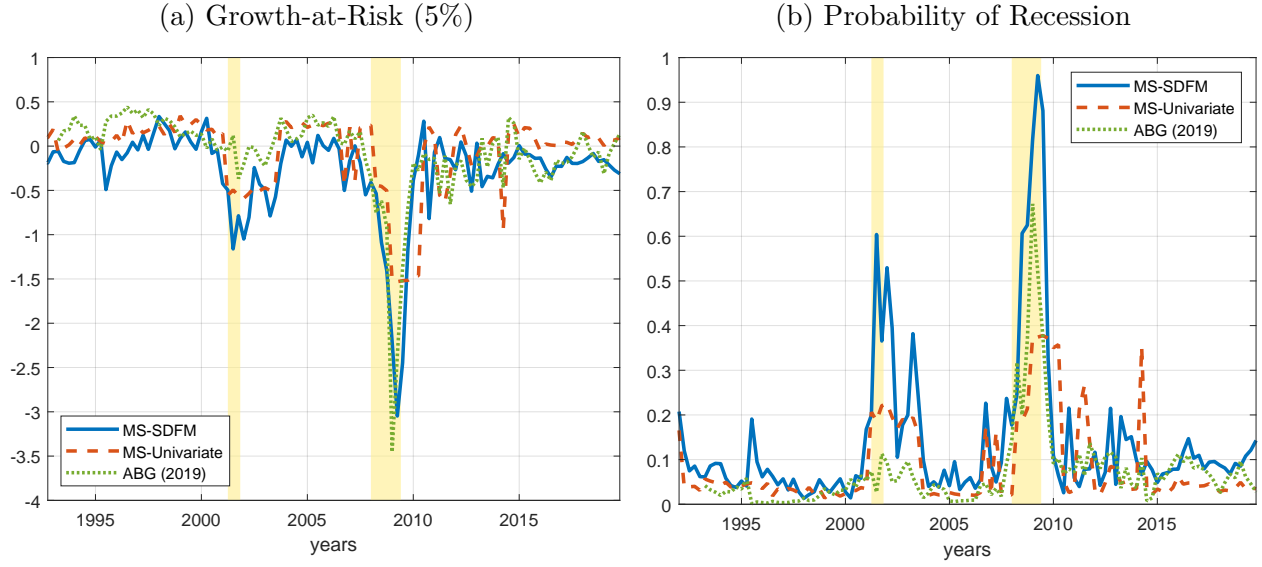 (a) Growth-at-Risk (5%)
1
0.5
0
-0.5
-1
-1.5
-2
-2.5
-3
-3.5
-4
MS-SDFM
MS-Univariate
ABG (2019)
1995 2000 2005 2010 2015
years
(b) Probability of Recession
1
0.9
0.8
0.7
0.6
0.5
0.4
0.3
0.2
0.1
0
MS-SDFM
MS-Univariate
ABG (2019)
1995 2000 2005 2010 2015
years